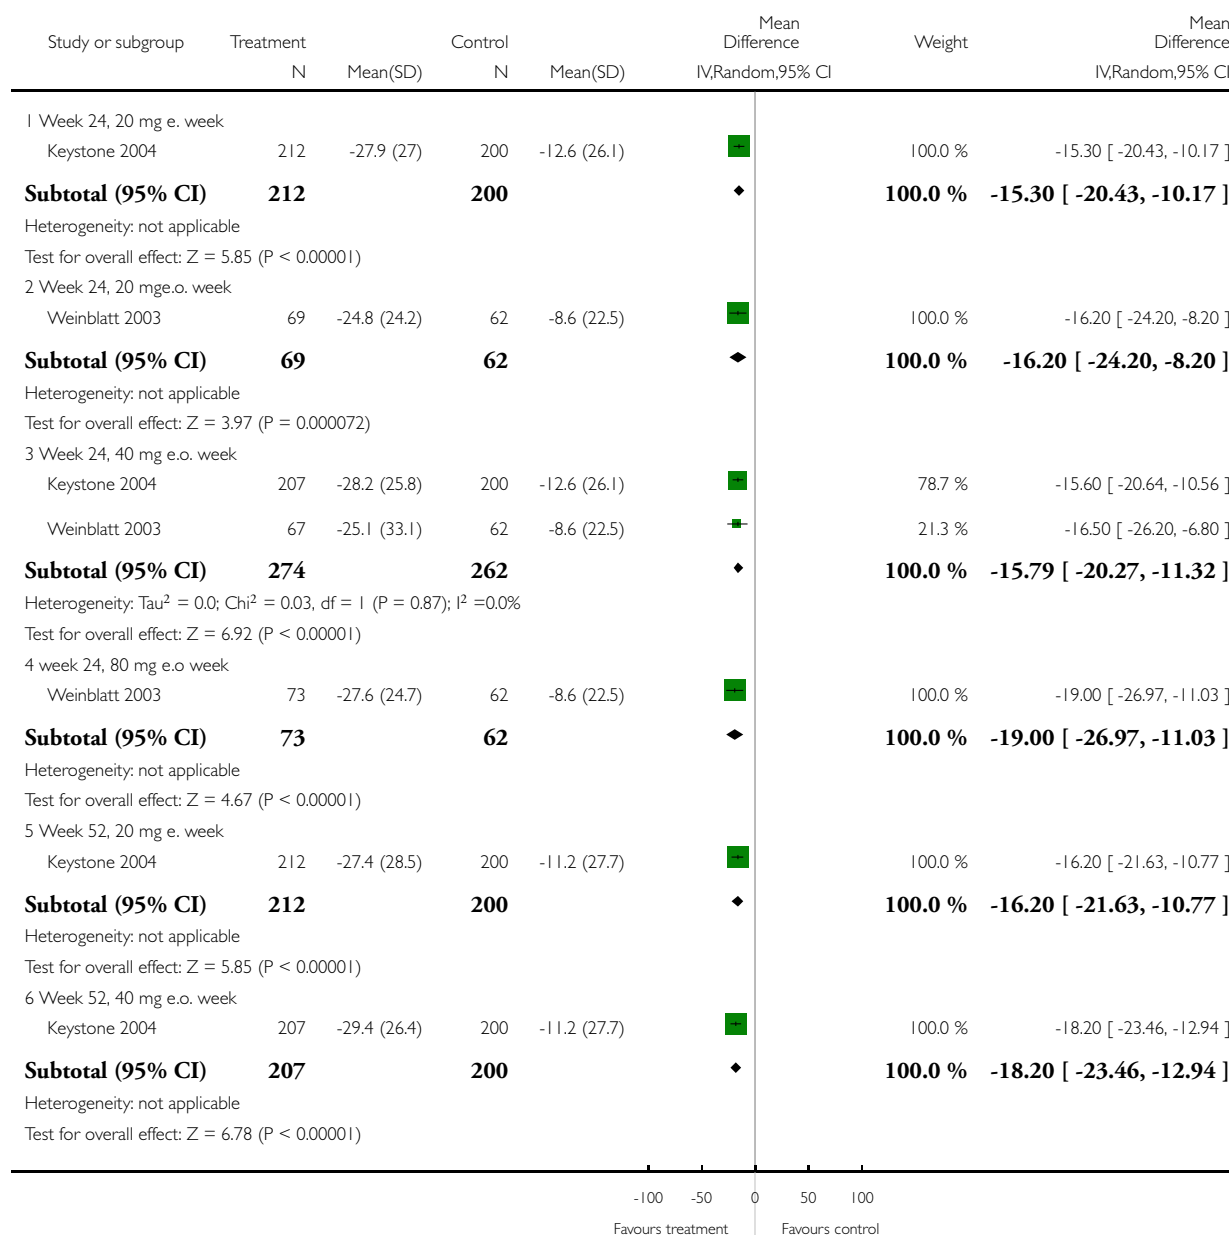 Mean Mean
Study or subgroup Treatment Control Difference Weight Difference
N Mean(SD) N Mean(SD) IV,Random,95% CI IV,Random,95% CI
1 Week 24, 20 mg e. week
Keystone 2004 212 -27.9 (27) 200 -12.6 (26.1) 100.0 % -15.30 [ -20.43, -10.17 ]
Subtotal (95% CI) 212 200 100.0 % -15.30 [ -20.43, -10.17 ]
Heterogeneity: not applicable
Test for overall effect: Z = 5.85 (P < 0.00001)
2 Week 24, 20 mge.o. week
Weinblatt 2003 69 -24.8 (24.2) 62 -8.6 (22.5) 100.0 % -16.20 [ -24.20, -8.20 ]
Subtotal (95% CI) 69 62 100.0 % -16.20 [ -24.20, -8.20 ]
Heterogeneity: not applicable
Test for overall effect: Z = 3.97 (P = 0.000072)
3 Week 24, 40 mg e.o. week
Keystone 2004 207 -28.2 (25.8) 200 -12.6 (26.1) 78.7 % -15.60 [ -20.64, -10.56 ]
Weinblatt 2003 67 -25.1 (33.1) 62 -8.6 (22.5) 21.3 % -16.50 [ -26.20, -6.80 ]
Subtotal (95% CI) 274 262 100.0 % -15.79 [ -20.27, -11.32 ]
Heterogeneity: Tau² = 0.0; Chi² = 0.03, df = 1 (P = 0.87); I² =0.0%
Test for overall effect: Z = 6.92 (P < 0.00001)
4 week 24, 80 mg e.o week
Weinblatt 2003 73 -27.6 (24.7) 62 -8.6 (22.5) 100.0 % -19.00 [ -26.97, -11.03 ]
Subtotal (95% CI) 73 62 100.0 % -19.00 [ -26.97, -11.03 ]
Heterogeneity: not applicable
Test for overall effect: Z = 4.67 (P < 0.00001)
5 Week 52, 20 mg e. week
Keystone 2004 212 -27.4 (28.5) 200 -11.2 (27.7) 100.0 % -16.20 [ -21.63, -10.77 ]
Subtotal (95% CI) 212 200 100.0 % -16.20 [ -21.63, -10.77 ]
Heterogeneity: not applicable
Test for overall effect: Z = 5.85 (P < 0.00001)
6 Week 52, 40 mg e.o. week
Keystone 2004 207 -29.4 (26.4) 200 -11.2 (27.7) 100.0 % -18.20 [ -23.46, -12.94 ]
Subtotal (95% CI) 207 200 100.0 % -18.20 [ -23.46, -12.94 ]
Heterogeneity: not applicable
Test for overall effect: Z = 6.78 (P < 0.00001)
-100 -50 0 50 100
Favours treatment Favours control